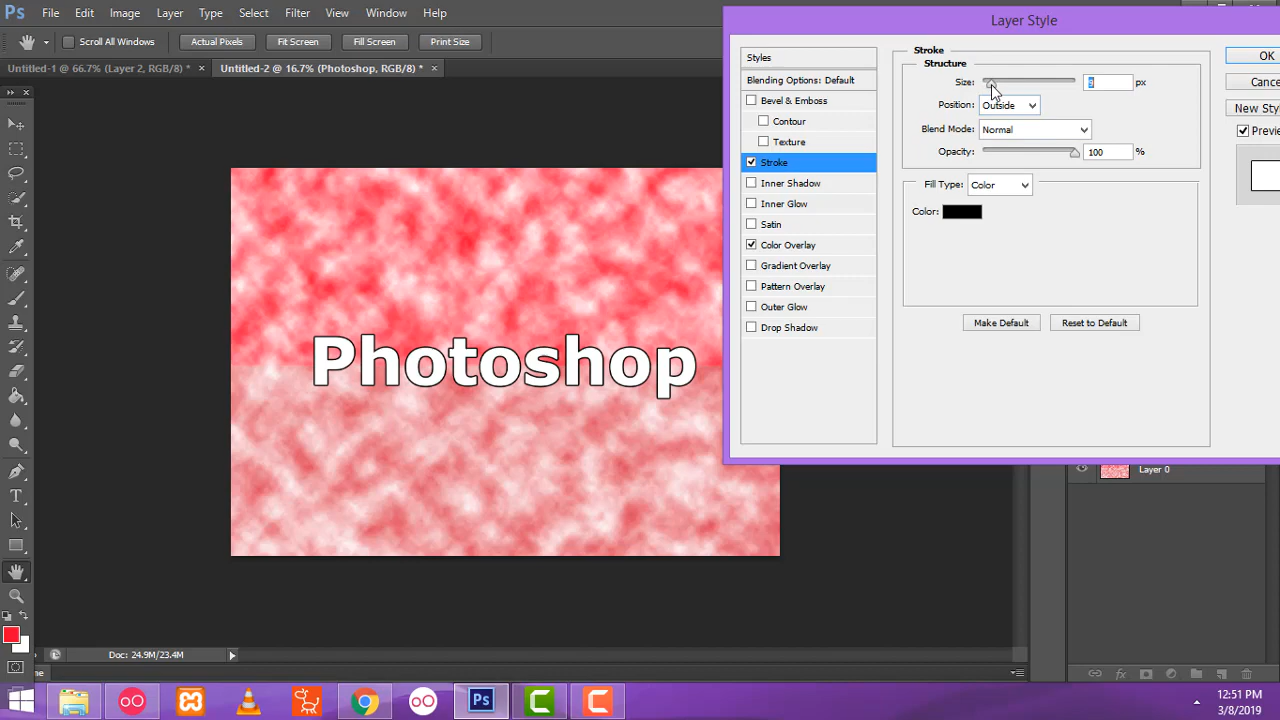 Ps File Edit Image Layer Type Select Filter View Window Help
Layer Style
Scroll All Windows Actual Pixels Fit Screen Fill Screen Print Size
Untitled-1 @ 66.7% (Layer 2, RGB/8) * × Untitled-2 @ 16.7% (Photoshop, RGB/8) * ×
Styles
Blending Options: Default
Bevel & Emboss
Contour
Texture
Stroke
Inner Shadow
Inner Glow
Satin
Color Overlay
Gradient Overlay
Pattern Overlay
Outer Glow
Drop Shadow
Stroke
Structure
Size: px
Position: Outside
Blend Mode: Normal
Opacity: 100 %
Fill Type: Color
Color:
Make Default Reset to Default
OK
Cance
New Sty
Previe
Photoshop
Layer 0
Doc: 24.9M/23.4M
Ps
12:51 PM
3/8/2019